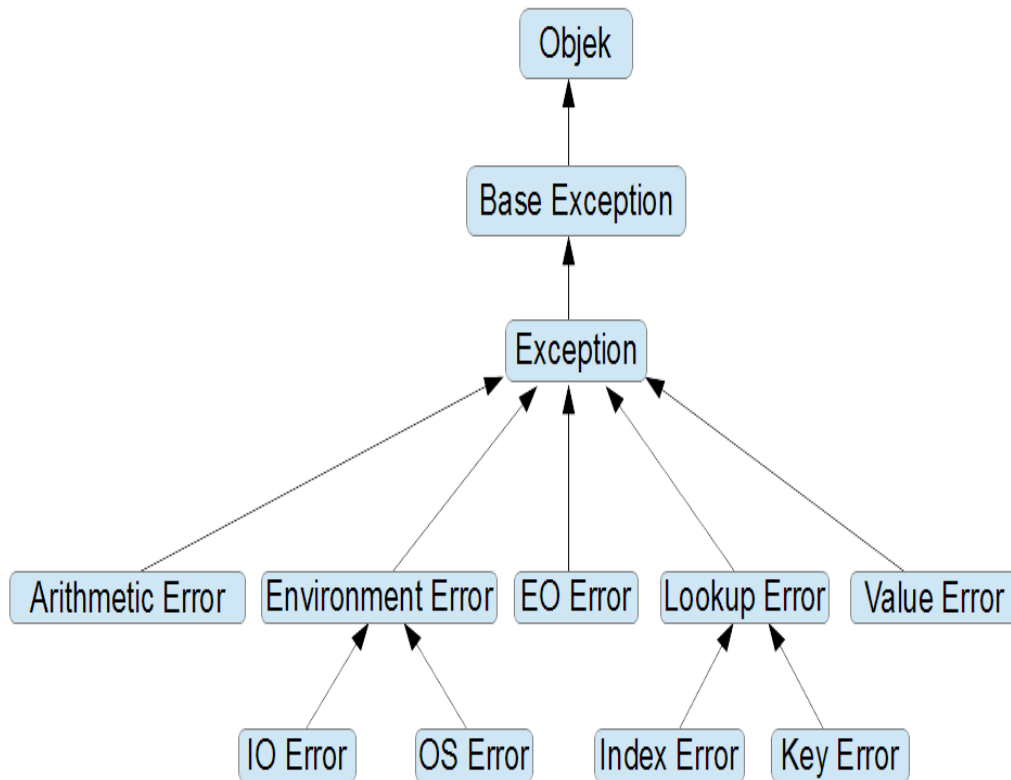 Objek
Base Exception
Exception
Arithmetic Error
Environment Error
EO Error
Lookup Error
Value Error
IO Error
OS Error
Index Error
Key Error